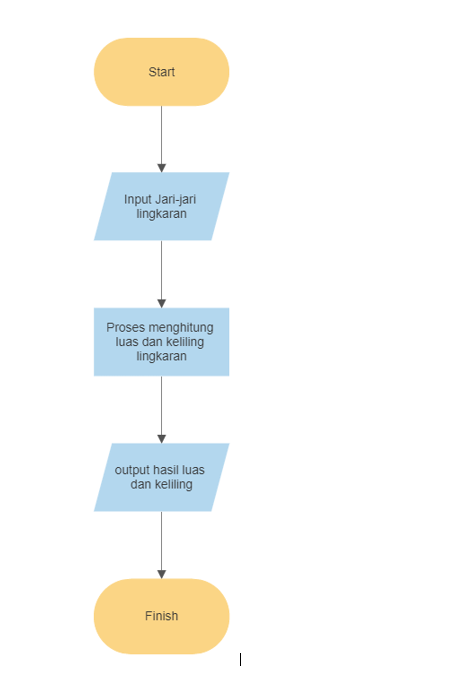 Start
Input Jari-jari
lingkaran
Proses menghitung
luas dan keliling
lingkaran
output hasil luas
dan keliling
Finish